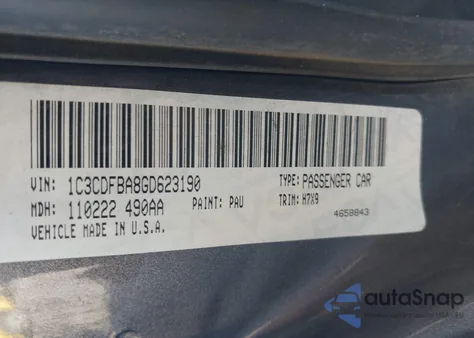 VIN: 1C3CDFBA8GD623190 TYPE: PASSENGER CAR
MDH: 110222 490AA PAINT: PAU TRIM: H7X9
VEHICLE MADE IN U.S.A. 4658843
autoSnap